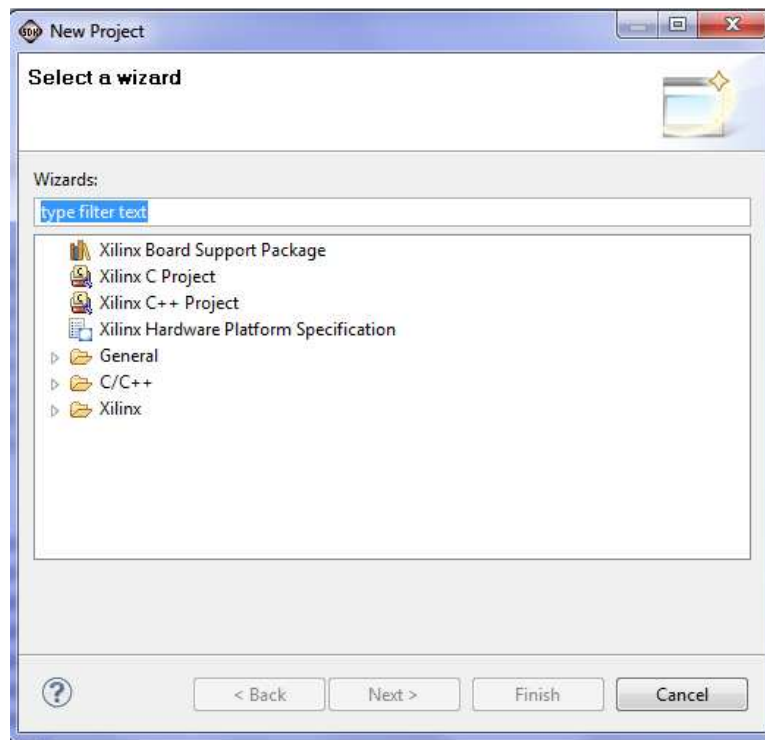 SDK New Project
Select a wizard
Wizards:
type filter text
Xilinx Board Support Package
Xilinx C Project
Xilinx C++ Project
Xilinx Hardware Platform Specification
General
C/C++
Xilinx
? < Back Next > Finish Cancel